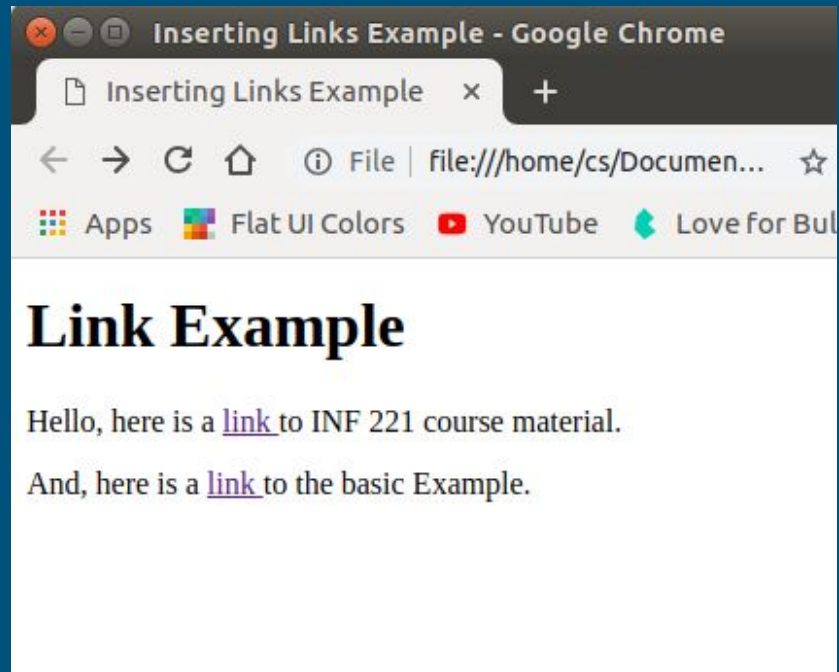 Inserting Links Example - Google Chrome
Inserting Links Example
File file:///home/cs/Documen...
Apps Flat UI Colors YouTube Love for Bul
Link Example
Hello, here is a link to INF 221 course material.
And, here is a link to the basic Example.